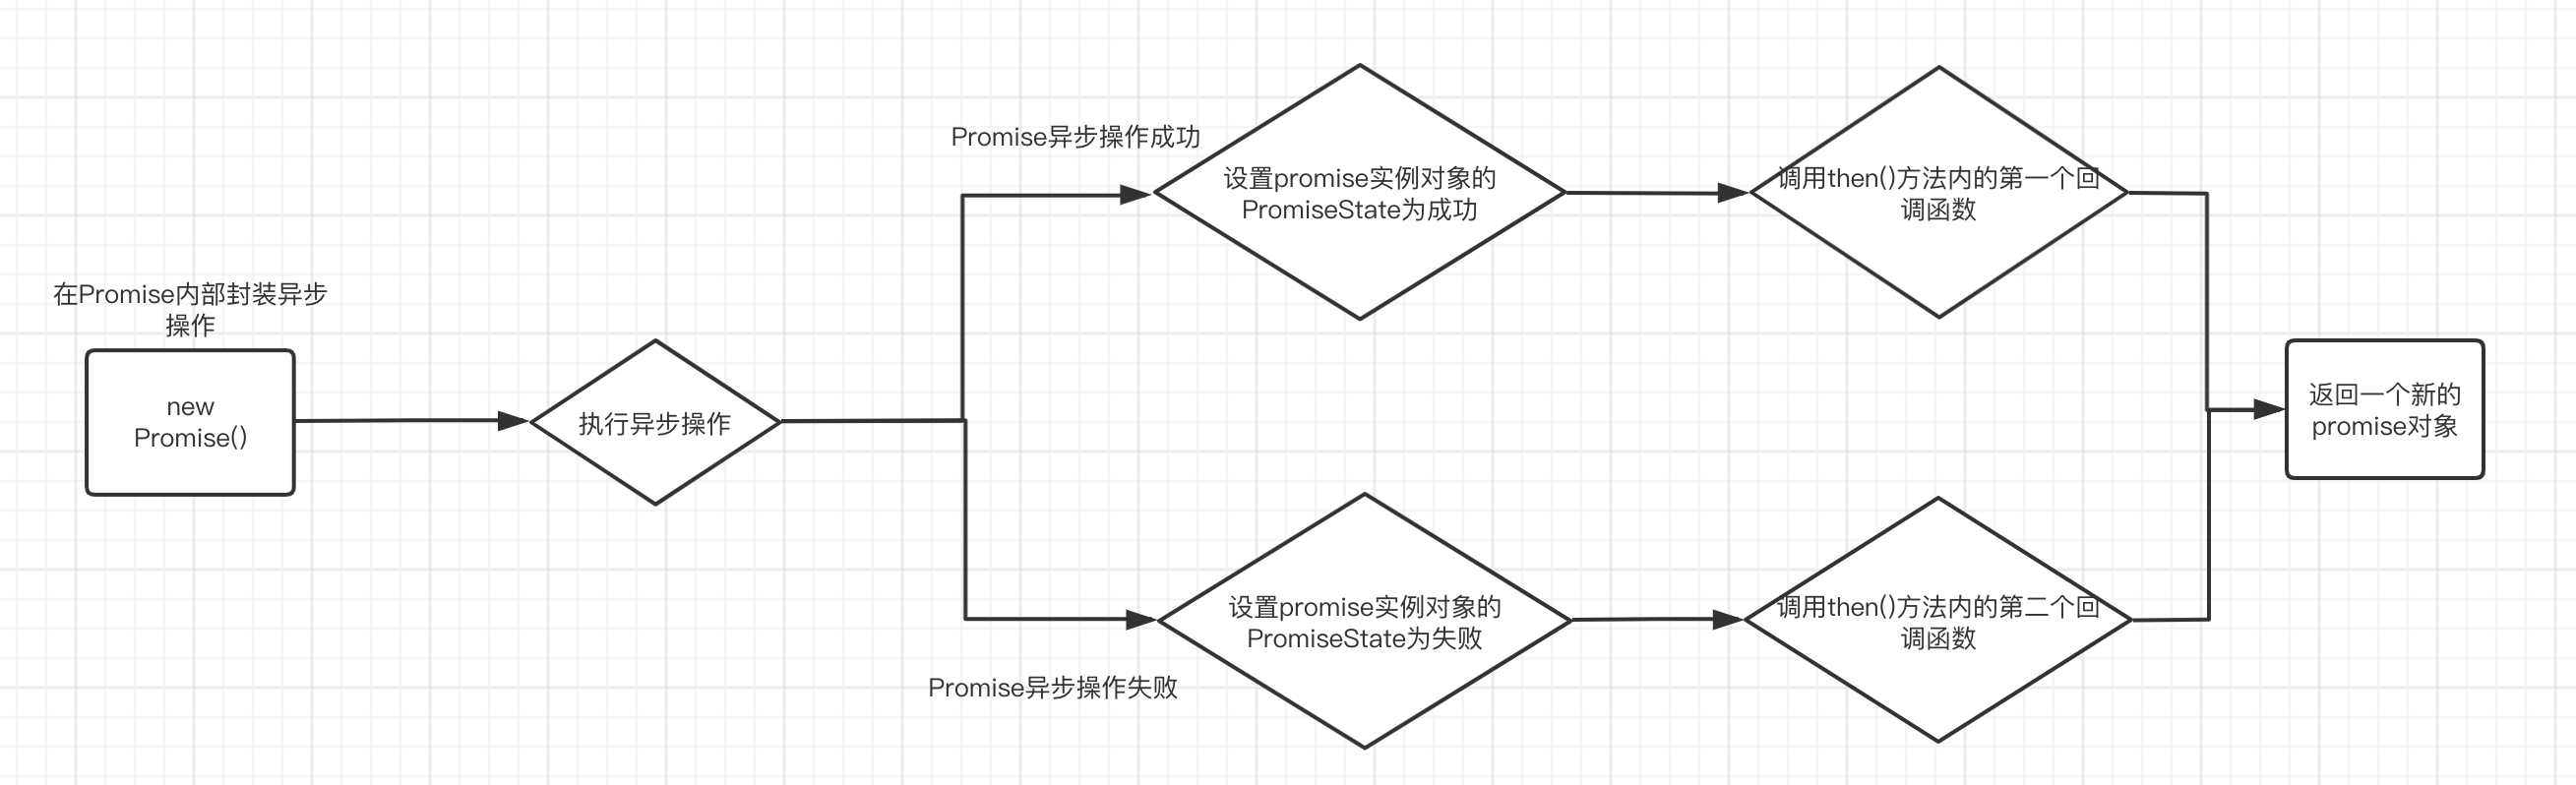 在Promise内部封装异步
操作
new
Promise()
执行异步操作
Promise异步操作成功
设置promise实例对象的
PromiseState为成功
调用then()方法内的第一个回
调函数
Promise异步操作失败
设置promise实例对象的
PromiseState为失败
调用then()方法内的第二个回
调函数
返回一个新的
promise对象